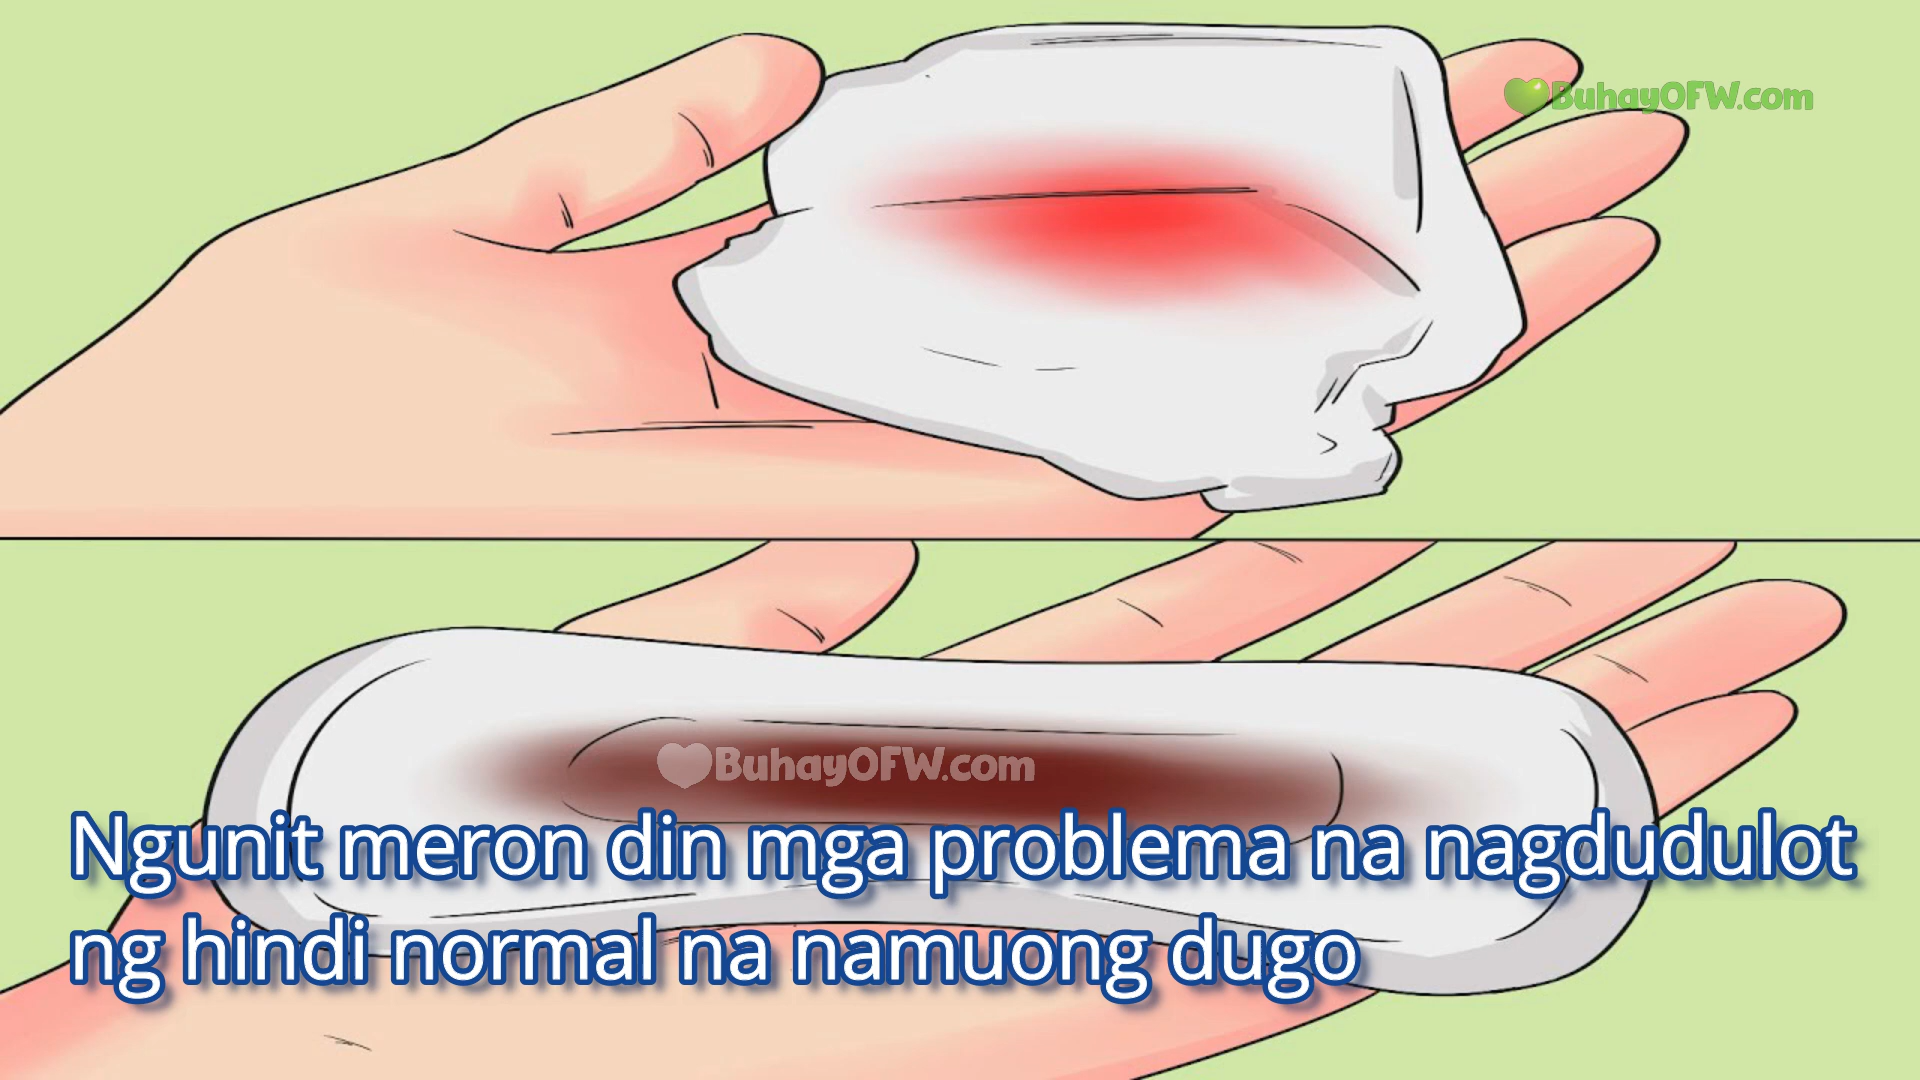 BuhayOFW.com
BuhayOFW.com
Ngunit meron din mga problema na nagdudulot
ng hindi normal na namuong dugo